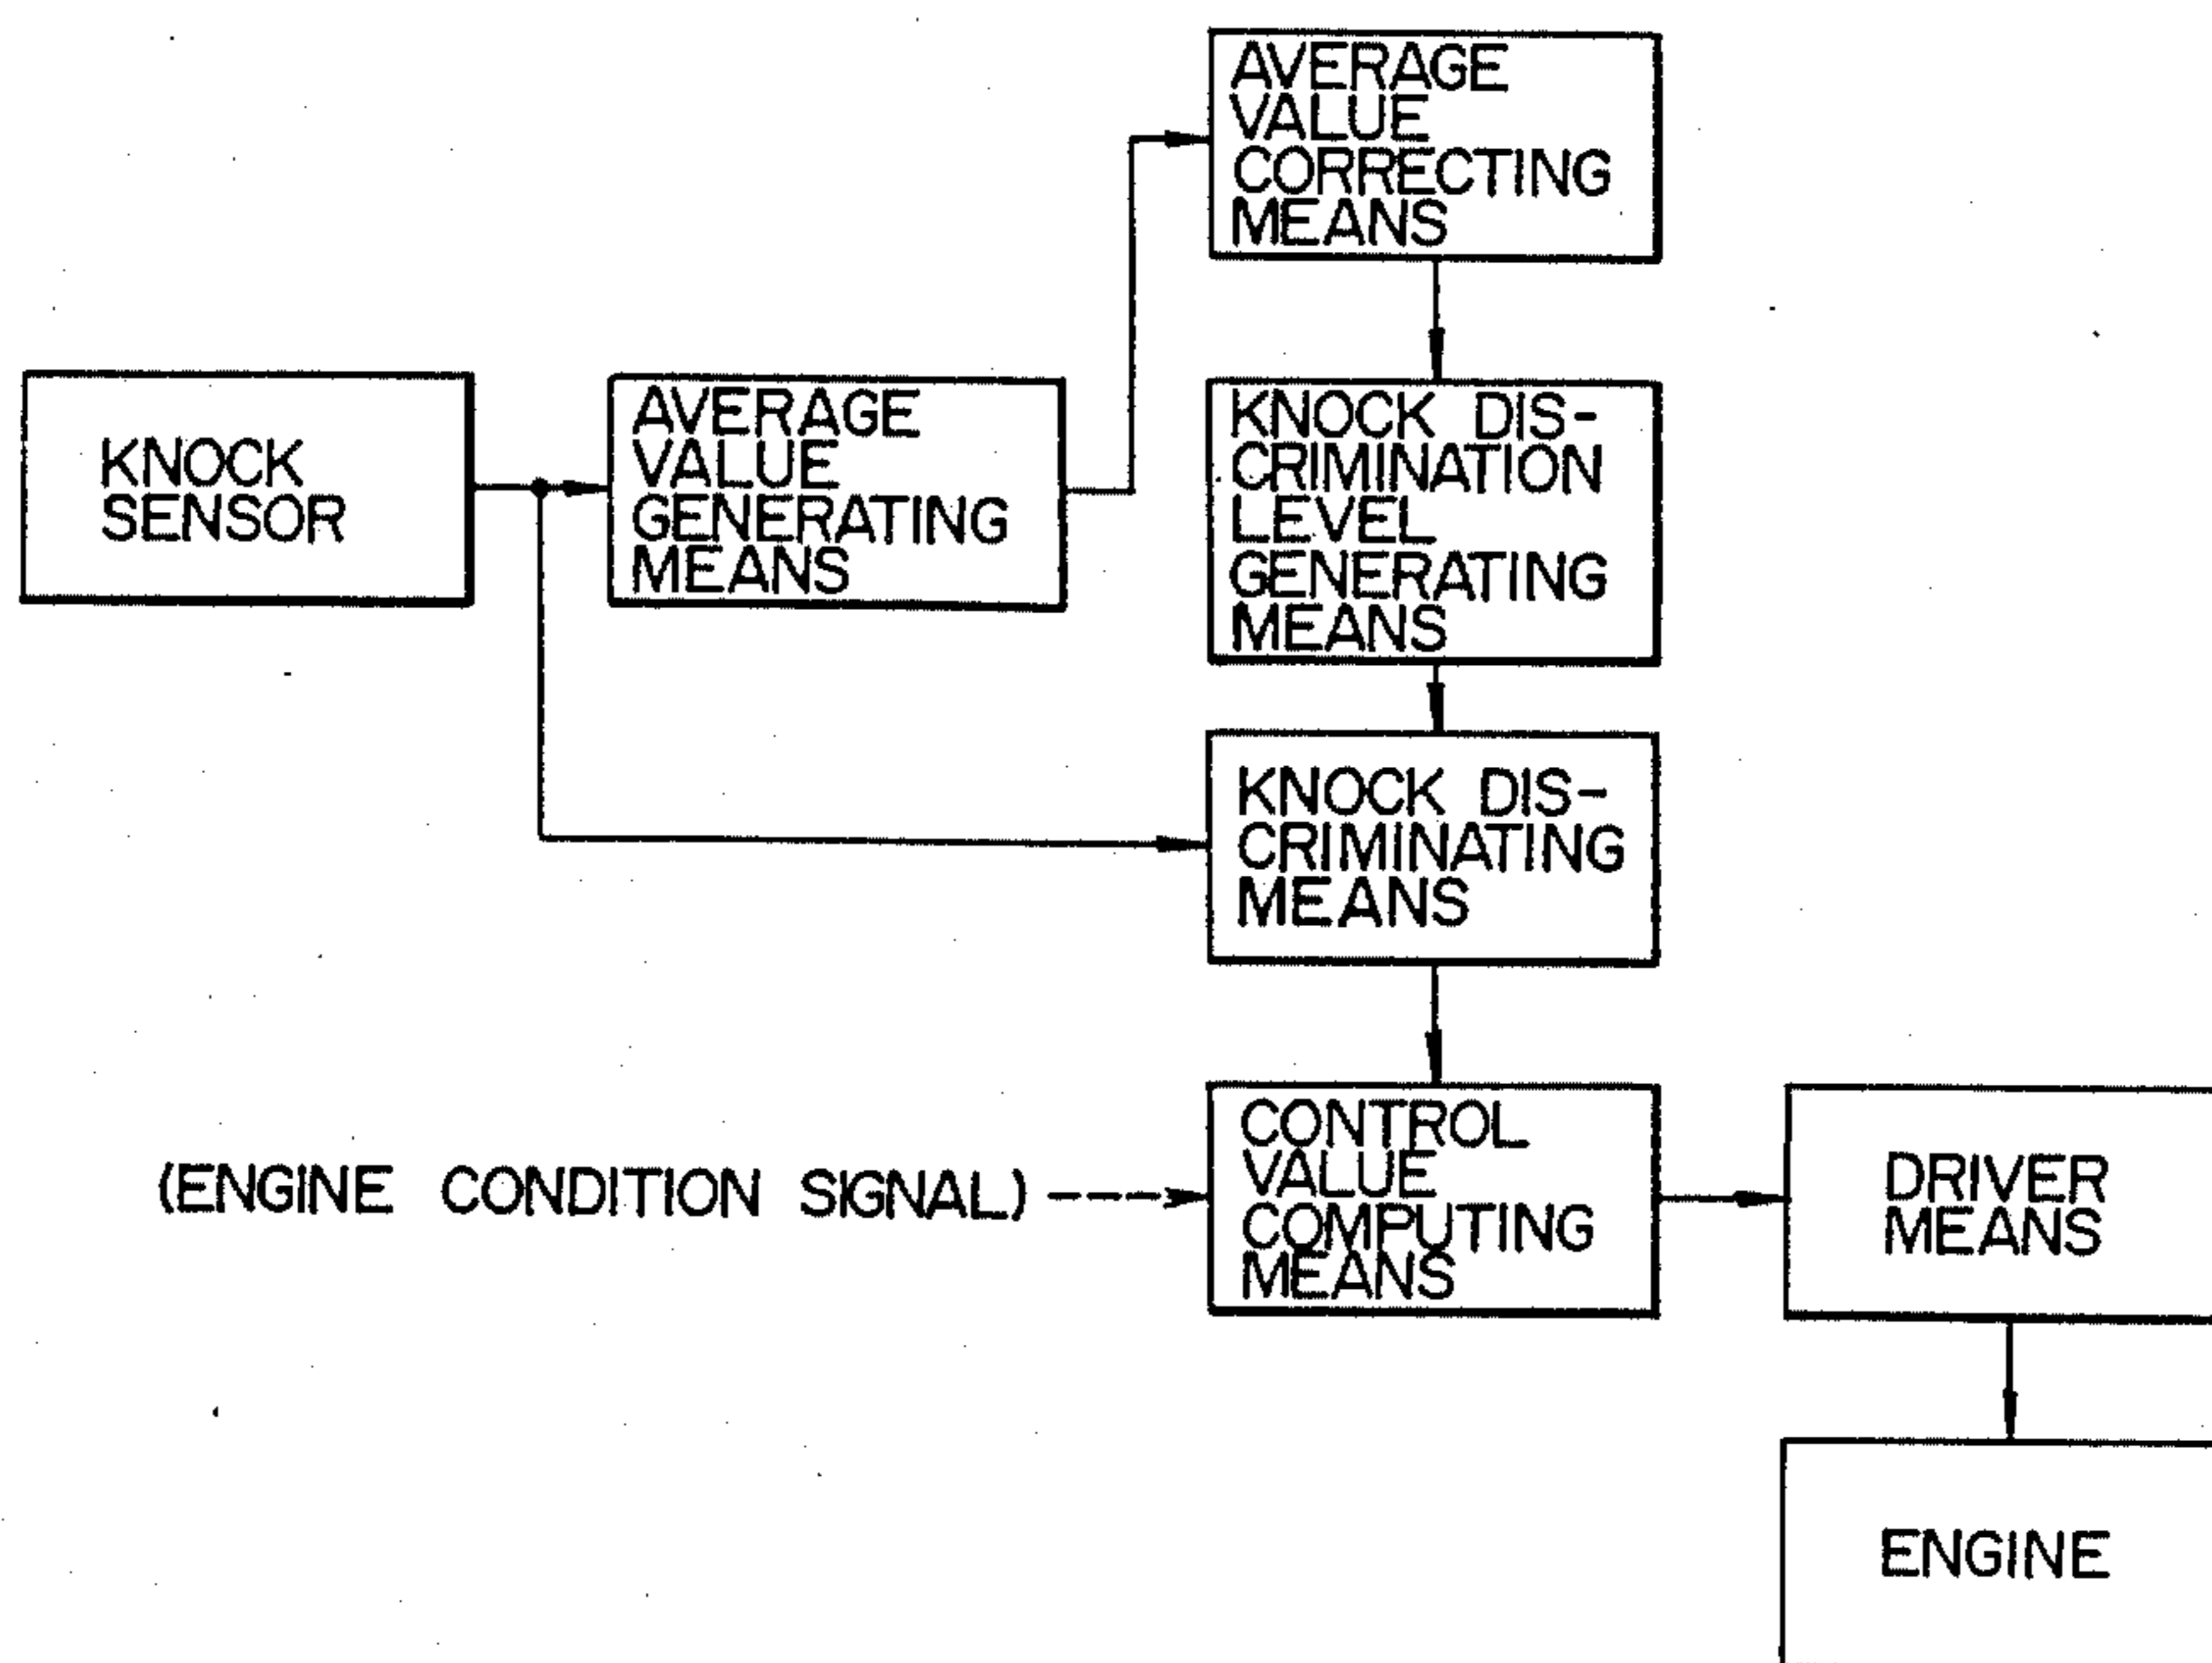 AVERAGE
VALUE
CORRECTING
MEANS
KNOCK
SENSOR
AVERAGE
VALUE
GENERATING
MEANS
KNOCK DIS-
CRIMINATION
LEVEL
GENERATING
MEANS
KNOCK DIS-
CRIMINATING
MEANS
(ENGINE CONDITION SIGNAL)
CONTROL
VALUE
COMPUTING
MEANS
DRIVER
MEANS
ENGINE